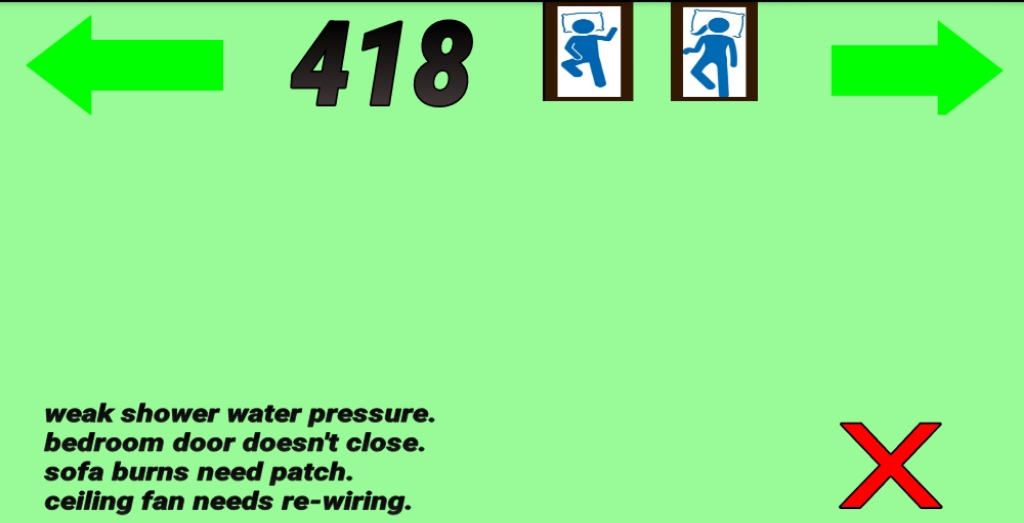 418
weak shower water pressure.
bedroom door doesn't close.
sofa burns need patch.
ceiling fan needs re-wiring.